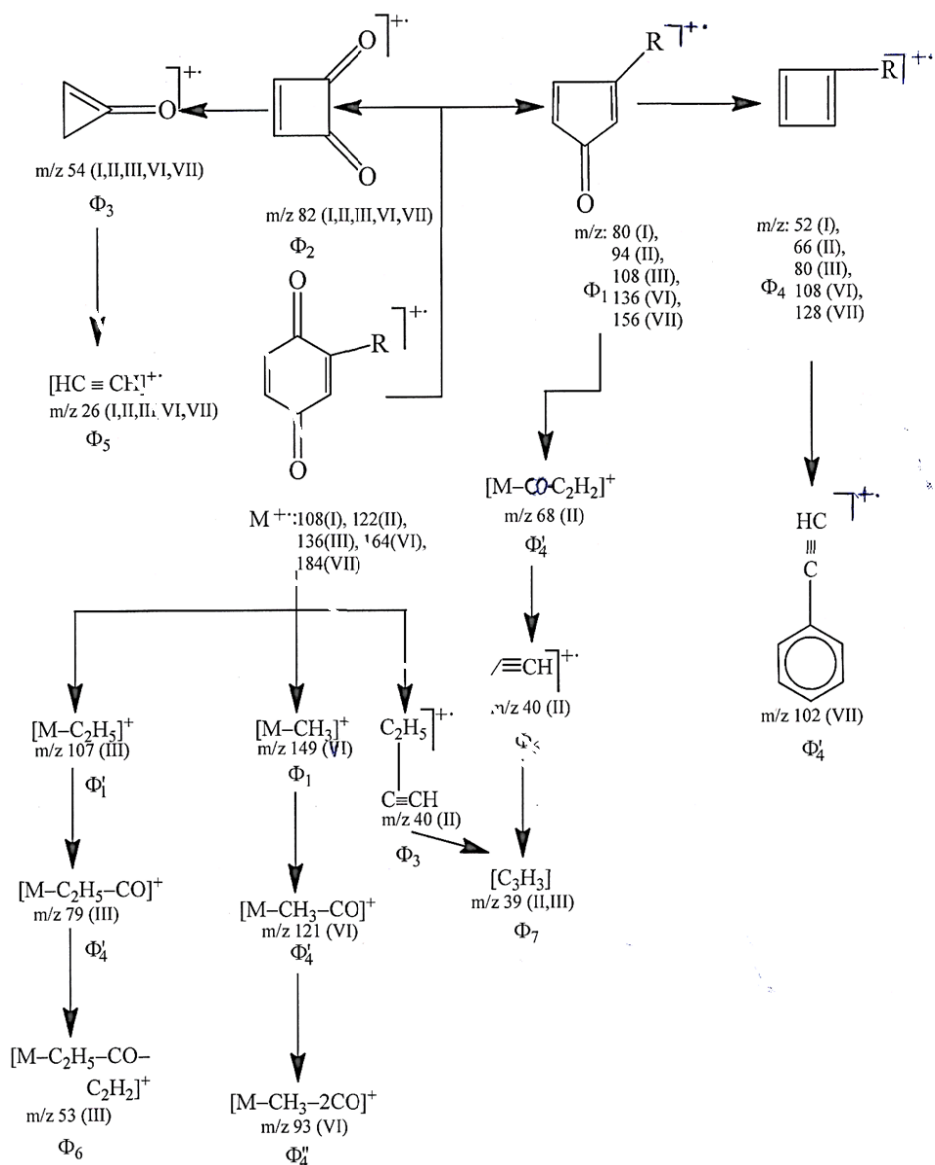 O
]+·
O
m/z 54 (I,II,III,VI,VII)
Φ3
O
]+·
O
m/z 82 (I,II,III,VI,VII)
Φ2
R
]+·
O
m/z: 80 (I),
94 (II),
108 (III),
Φ1 136 (VI),
156 (VII)
R
]+·
m/z: 52 (I),
66 (II),
80 (III),
Φ4 108 (VI),
128 (VII)
[HC ≡ CH]+·
m/z 26 (I,II,III, VI,VII)
Φ5
O
R
]+·
O
M+·:108(I), 122(II),
136(III), 164(VI),
184(VII)
[M–CO–C2H2]+
m/z 68 (II)
Φ'4
≡CH]+·
m/z 40 (II)
HC
≡
C
]+·
m/z 102 (VII)
Φ'4
[M–C2H5]+
m/z 107 (III)
Φ'1
[M–CH3]+
m/z 149 (VI)
Φ1
C2H5
]+·
C≡CH
m/z 40 (II)
Φ3
[C3H3]
m/z 39 (II,III)
Φ7
[M–C2H5–CO]+
m/z 79 (III)
Φ'4
[M–CH3–CO]+
m/z 121 (VI)
Φ'4
[M–C2H5–CO–
C2H2]+
m/z 53 (III)
Φ6
[M–CH3–2CO]+
m/z 93 (VI)
Φ''4